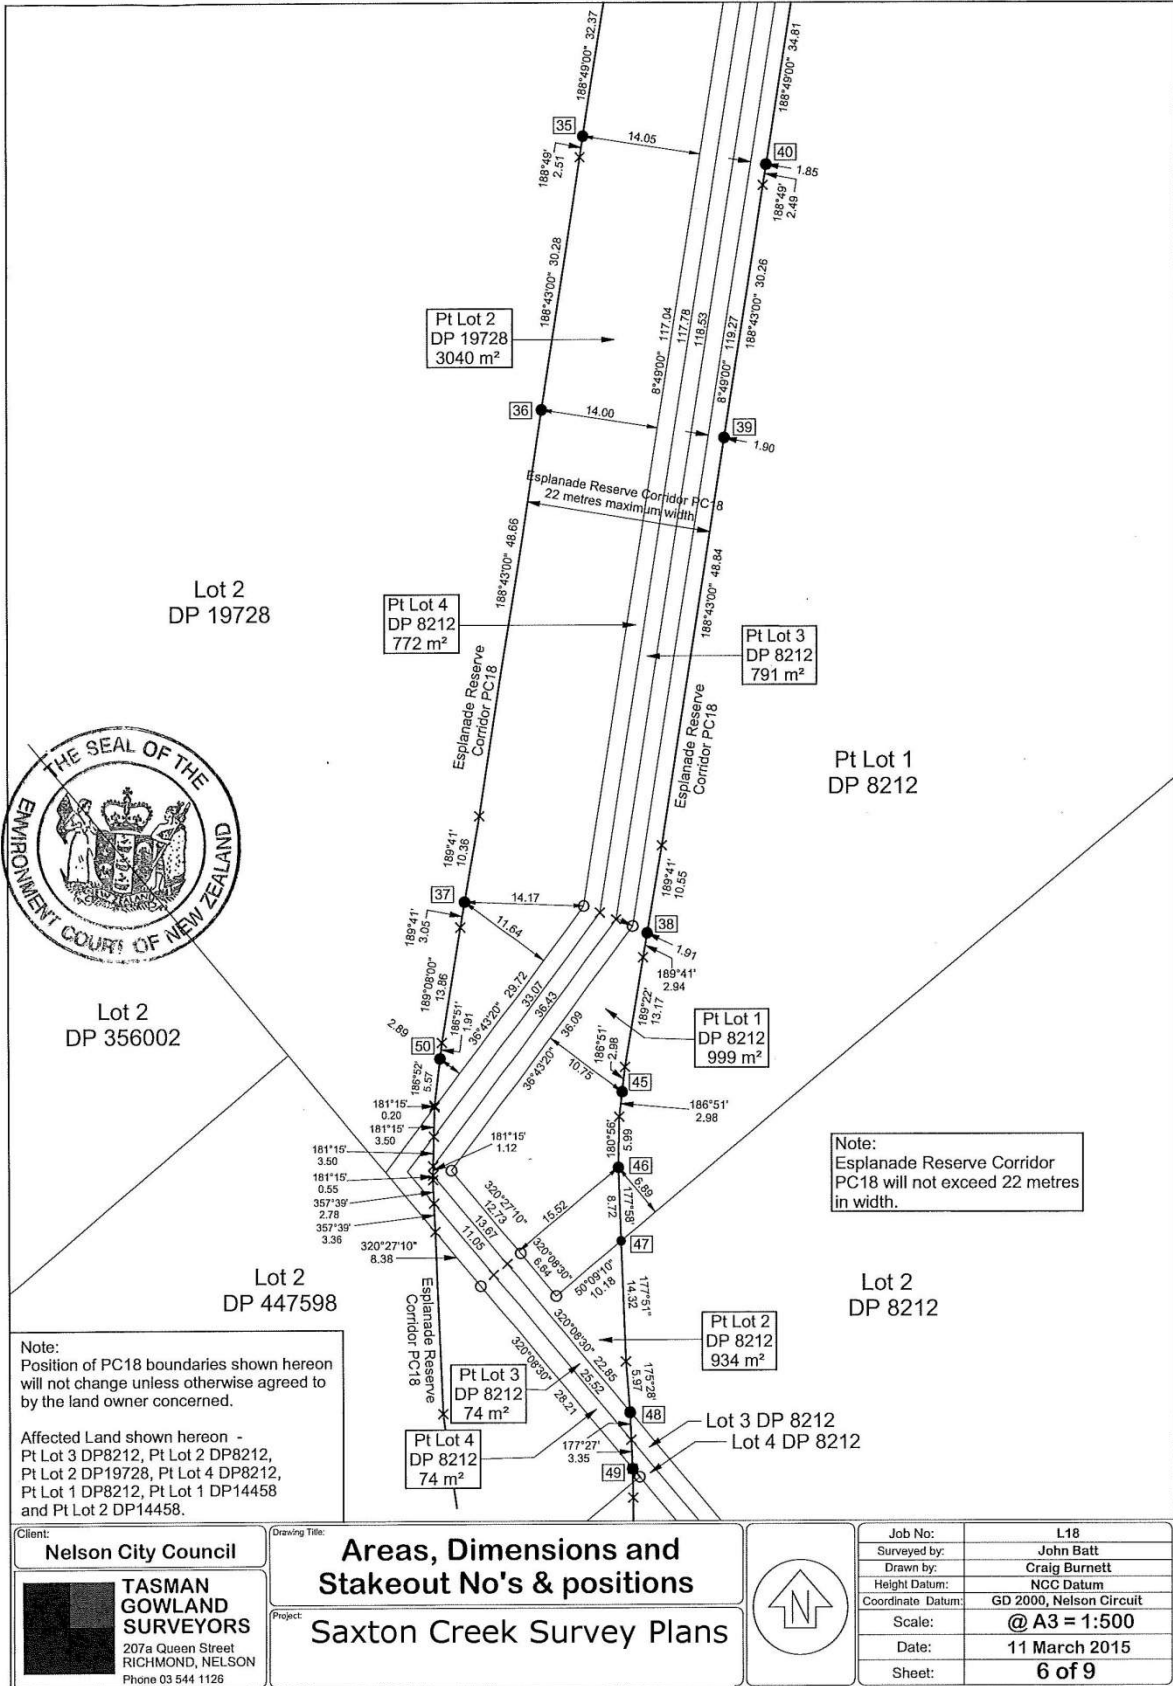 188°49'00" 32.37
188°49'00" 34.81
35
14.05
40
1.85
188°49'
2.51
188°49'
2.49
188°43'00" 30.28
188°43'00" 30.26
Pt Lot 2
DP 19728
3040 m²
8°49'00" 117.04
117.78
118.53
8°49'00" 119.27
36
14.00
39
1.90
Esplanade Reserve Corridor PC18
22 metres maximum width
188°43'00" 48.66
188°43'00" 48.84
Lot 2
DP 19728
Pt Lot 4
DP 8212
772 m²
Pt Lot 3
DP 8212
791 m²
Esplanade Reserve
Corridor PC18
Esplanade Reserve
Corridor PC18
Pt Lot 1
DP 8212
THE SEAL OF THE
ENVIRONMENT COURT OF NEW ZEALAND
NEW ZEALAND
189°41'
10.36
189°41'
10.55
37
14.17
11.64
38
1.91
189°41'
3.05
189°41'
2.94
189°08'00"
13.86
189°22'
13.17
36°43'20" 29.72
33.07
36.43
36°43'20" 36.09
Lot 2
DP 356002
Pt Lot 1
DP 8212
999 m²
186°51'
1.91
2.89
50
186°51'
2.98
10.75
45
186°52'
5.57
186°51'
2.98
181°15'
0.20
181°15'
3.50
181°15'
3.50
181°15'
1.12
181°15'
0.55
180°56'
5.99
46
6.89
Note:
Esplanade Reserve Corridor
PC18 will not exceed 22 metres
in width.
357°39'
2.78
357°39'
3.36
320°27'10"
12.73
13.67
11.05
15.52
177°58'
8.72
47
320°27'10"
8.38
320°08'30"
6.64
50°09'10"
10.18
Lot 2
DP 447598
Lot 2
DP 8212
177°51'
14.32
Esplanade Reserve
Corridor PC18
320°08'30" 22.85
25.52
320°08'30"
28.21
Pt Lot 2
DP 8212
934 m²
175°28'
5.97
Pt Lot 3
DP 8212
74 m²
48
Lot 3 DP 8212
Lot 4 DP 8212
Pt Lot 4
DP 8212
74 m²
177°27'
3.35
49
Note:
Position of PC18 boundaries shown hereon
will not change unless otherwise agreed to
by the land owner concerned.
Affected Land shown hereon -
Pt Lot 3 DP8212, Pt Lot 2 DP8212,
Pt Lot 2 DP19728, Pt Lot 4 DP8212,
Pt Lot 1 DP8212, Pt Lot 1 DP14458
and Pt Lot 2 DP14458.
Client:
Nelson City Council
TASMAN
GOWLAND
SURVEYORS
207a Queen Street
RICHMOND, NELSON
Phone 03 544 1126
Drawing Title:
Areas, Dimensions and
Stakeout No's & positions
Project:
Saxton Creek Survey Plans
N
Job No: L18
Surveyed by: John Batt
Drawn by: Craig Burnett
Height Datum: NCC Datum
Coordinate Datum: GD 2000, Nelson Circuit
Scale: @ A3 = 1:500
Date: 11 March 2015
Sheet: 6 of 9